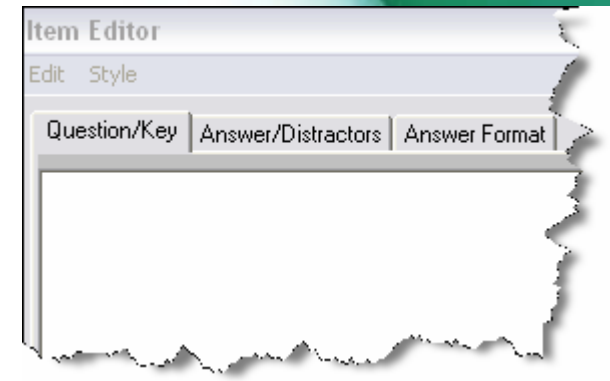 Item Editor
Edit Style
Question/Key Answer/Distractors Answer Format